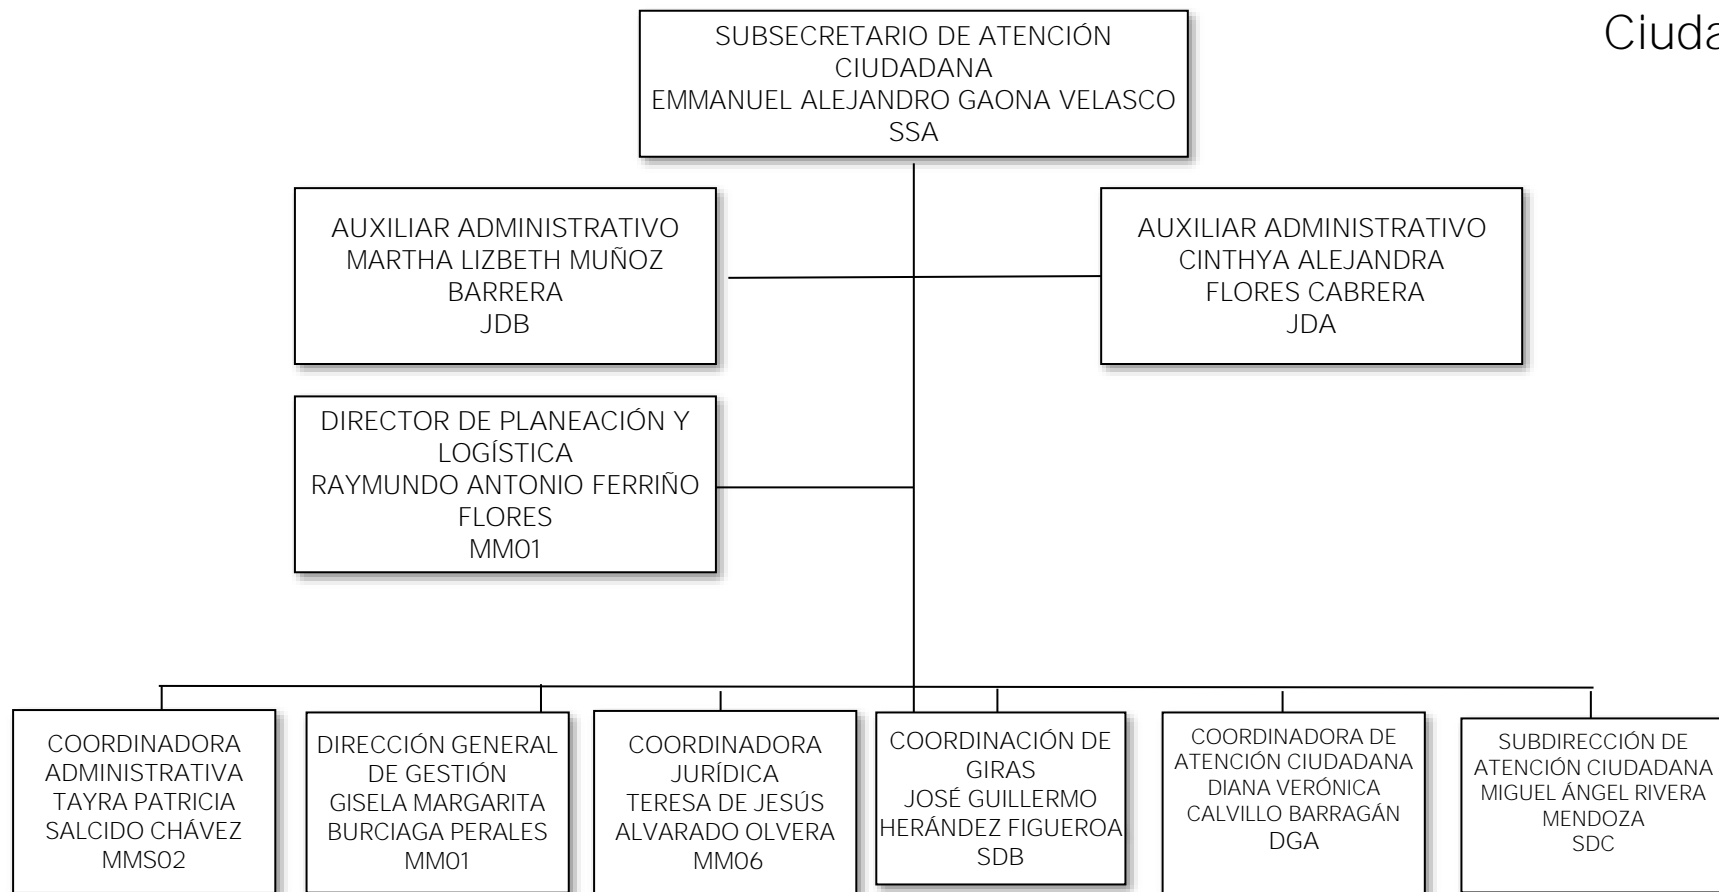 Ciuda
SUBSECRETARIO DE ATENCIÓN
CIUDADANA
EMMANUEL ALEJANDRO GAONA VELASCO
SSA
AUXILIAR ADMINISTRATIVO
MARTHA LIZBETH MUÑOZ
BARRERA
JDB
AUXILIAR ADMINISTRATIVO
CINTHYA ALEJANDRA
FLORES CABRERA
JDA
DIRECTOR DE PLANEACIÓN Y
LOGÍSTICA
RAYMUNDO ANTONIO FERRIÑO
FLORES
MM01
COORDINADORA
ADMINISTRATIVA
TAYRA PATRICIA
SALCIDO CHÁVEZ
MMS02
DIRECCIÓN GENERAL
DE GESTIÓN
GISELA MARGARITA
BURCIAGA PERALES
MM01
COORDINADORA
JURÍDICA
TERESA DE JESÚS
ALVARADO OLVERA
MM06
COORDINACIÓN DE
GIRAS
JOSÉ GUILLERMO
HERÁNDEZ FIGUEROA
SDB
COORDINADORA DE
ATENCIÓN CIUDADANA
DIANA VERÓNICA
CALVILLO BARRAGÁN
DGA
SUBDIRECCIÓN DE
ATENCIÓN CIUDADANA
MIGUEL ÁNGEL RIVERA
MENDOZA
SDC